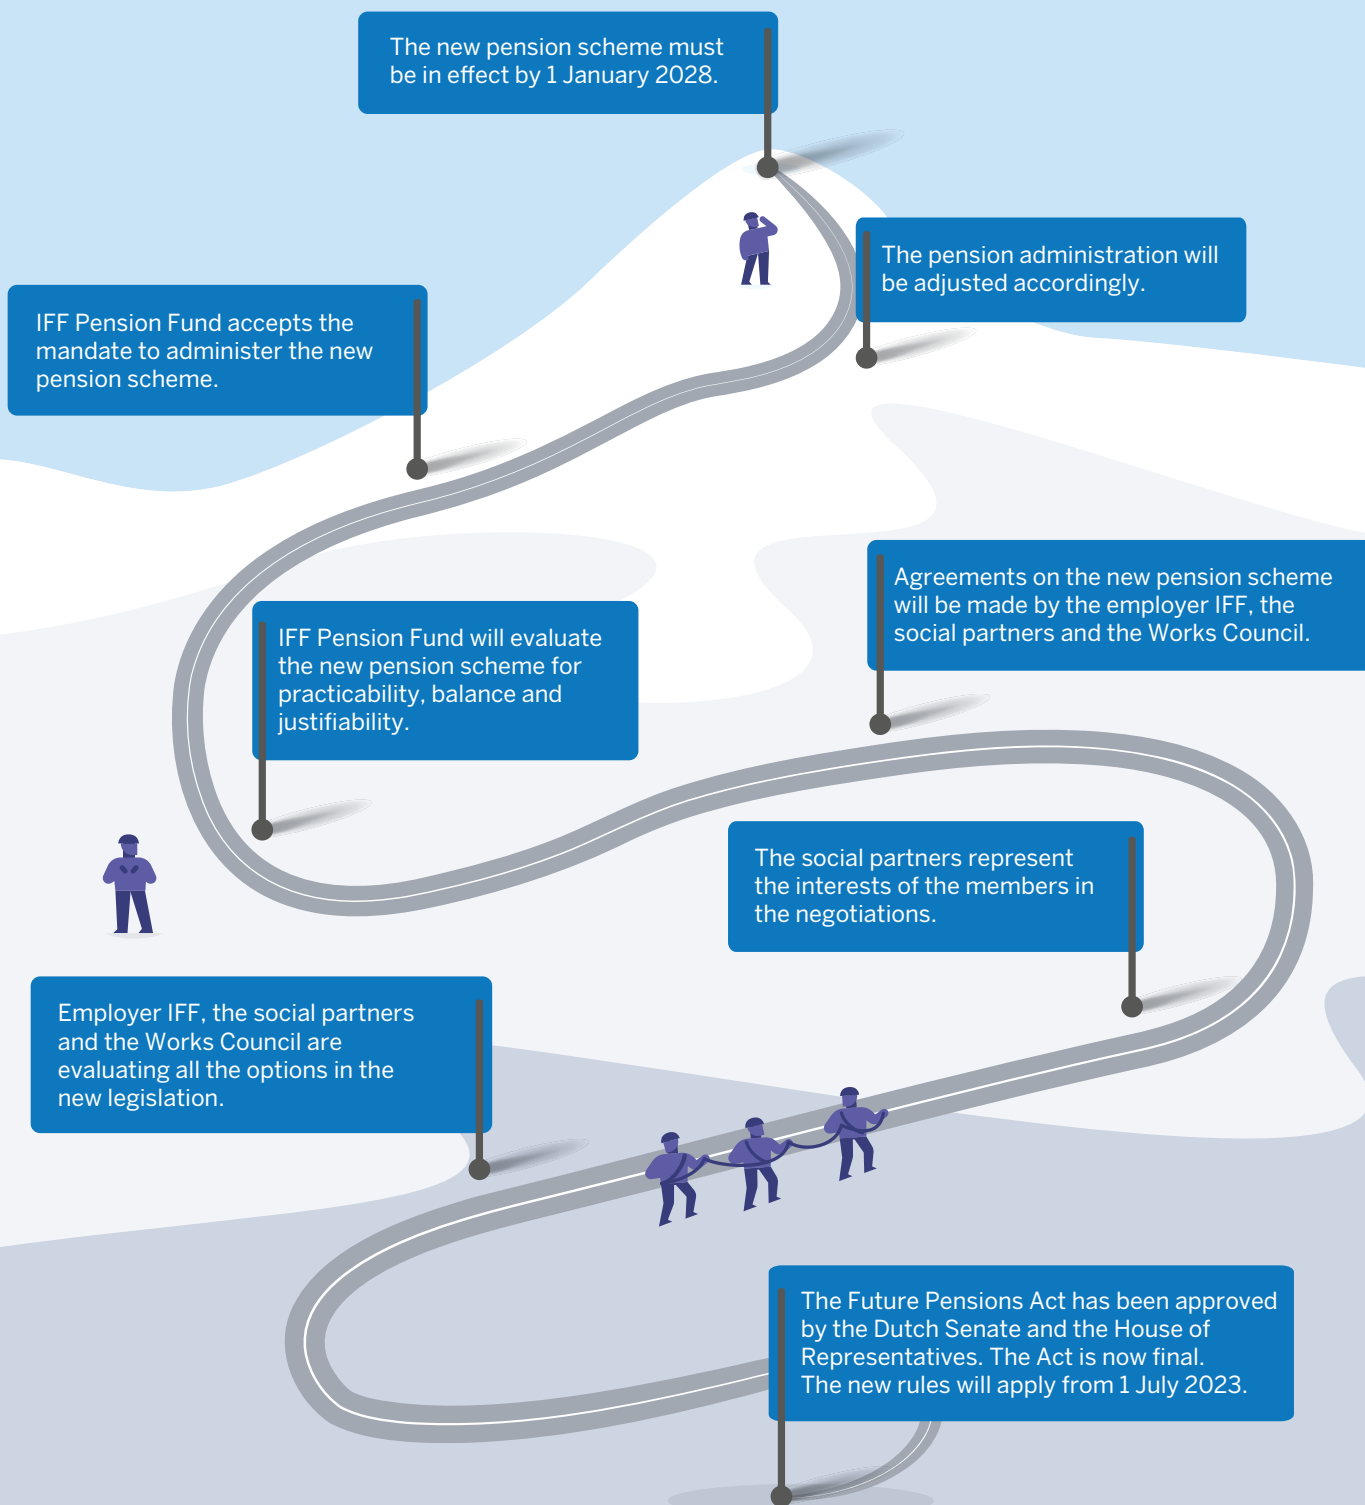 The new pension scheme must
be in effect by 1 January 2028.
The pension administration will
be adjusted accordingly.
IFF Pension Fund accepts the
mandate to administer the new
pension scheme.
Agreements on the new pension scheme
will be made by the employer IFF, the
social partners and the Works Council.
IFF Pension Fund will evaluate
the new pension scheme for
practicability, balance and
justifiability.
The social partners represent
the interests of the members in
the negotiations.
Employer IFF, the social partners
and the Works Council are
evaluating all the options in the
new legislation.
The Future Pensions Act has been approved
by the Dutch Senate and the House of
Representatives. The Act is now final.
The new rules will apply from 1 July 2023.